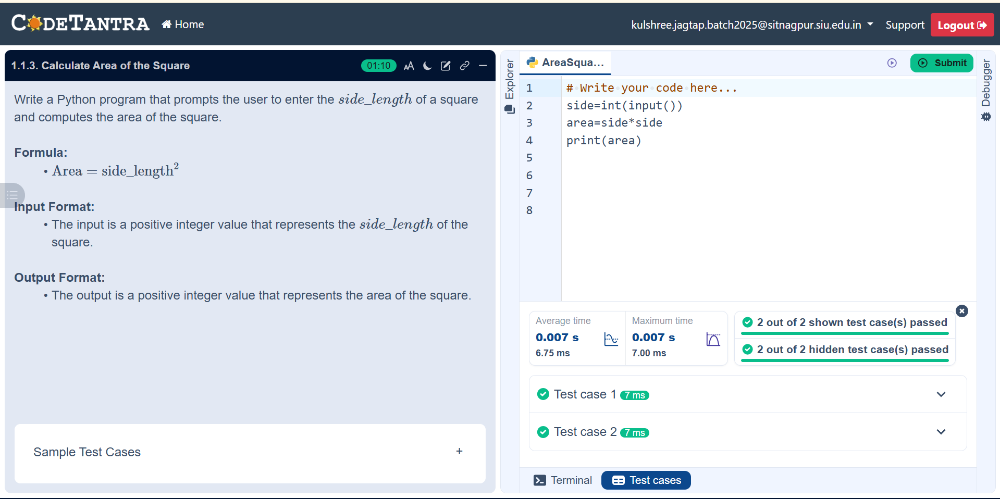 CODETANTRA Home kulshree.jagtap.batch2025@sitnagpur.siu.edu.in Support Logout
1.1.3. Calculate Area of the Square 01:10
Write a Python program that prompts the user to enter the side_length of a square
and computes the area of the square.
Formula:
• Area = side_length²
Input Format:
• The input is a positive integer value that represents the side_length of the
square.
Output Format:
• The output is a positive integer value that represents the area of the square.
Sample Test Cases +
Explorer
AreaSqua... Submit
Debugger
1 # Write your code here...
2 side=int(input())
3 area=side*side
4 print(area)
5
6
7
8
Average time
0.007 s
6.75 ms
Maximum time
0.007 s
7.00 ms
2 out of 2 shown test case(s) passed
2 out of 2 hidden test case(s) passed
Test case 1 7 ms
Test case 2 7 ms
Terminal Test cases